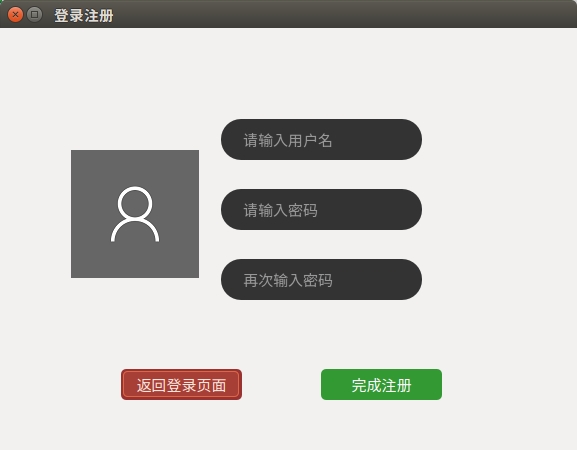 登录注册
请输入用户名
请输入密码
再次输入密码
返回登录页面
完成注册